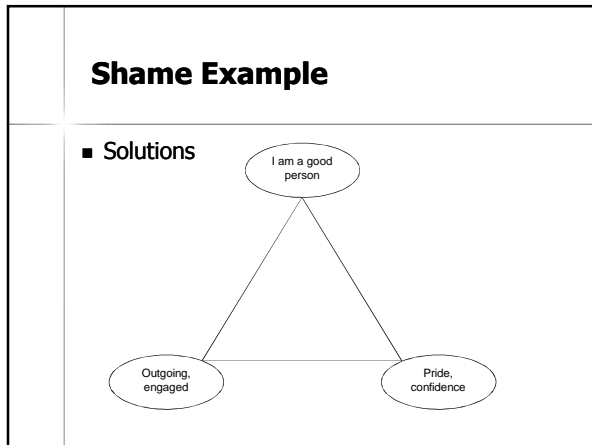 Shame Example
■ Solutions
I am a good
person
Outgoing,
engaged
Pride,
confidence